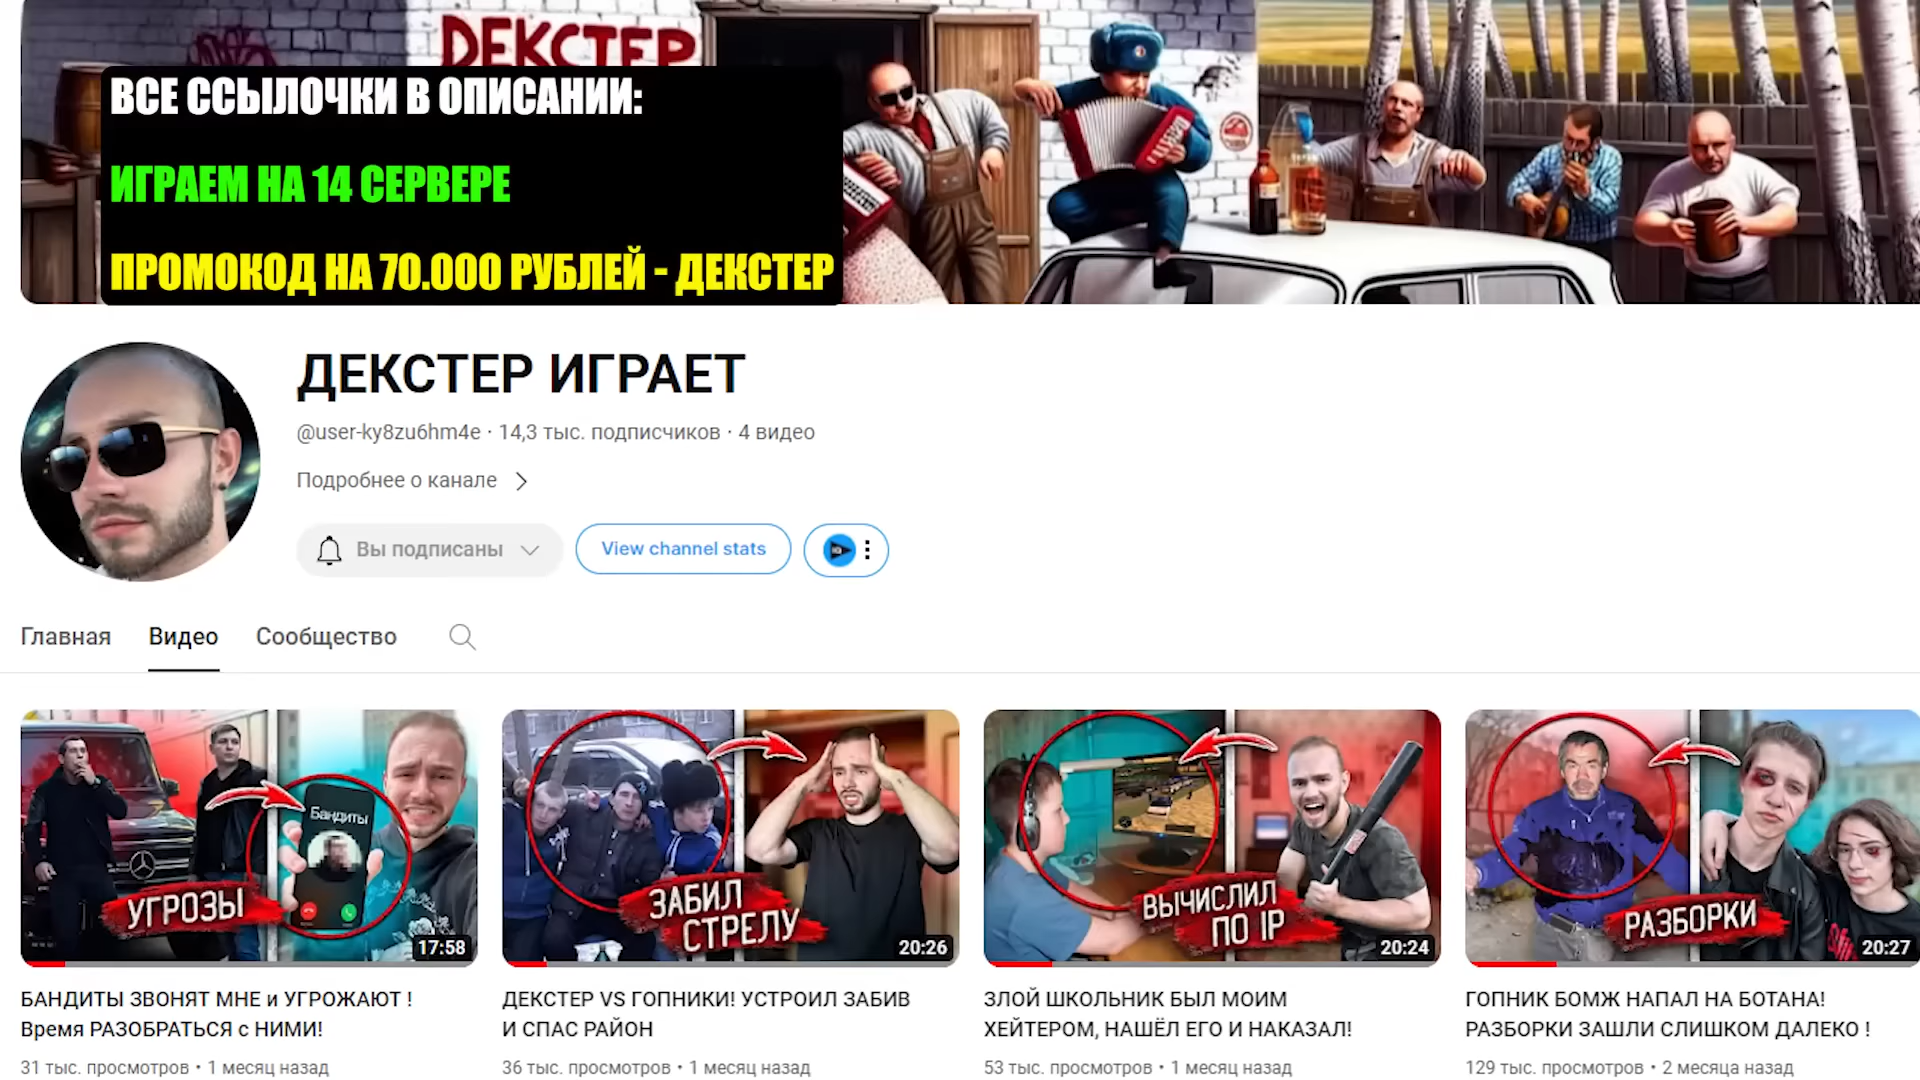 ДЕКСТЕР
ВСЕ ССЫЛОЧКИ В ОПИСАНИИ:
ИГРАЕМ НА 14 СЕРВЕРЕ
ПРОМОКОД НА 70.000 РУБЛЕЙ - ДЕКСТЕР
ДЕКСТЕР ИГРАЕТ
@user-ky8zu6hm4e · 14,3 тыс. подписчиков · 4 видео
Подробнее о канале
Вы подписаны
View channel stats
Главная Видео Сообщество
Бандиты
УГРОЗЫ
17:58
ЗАБИЛ
СТРЕЛУ
20:26
ВЫЧИСЛИЛ
ПО IP
20:24
РАЗБОРКИ
20:27
БАНДИТЫ ЗВОНЯТ МНЕ и УГРОЖАЮТ !
Время РАЗОБРАТЬСЯ с НИМИ!
31 тыс. просмотров • 1 месяц назад
ДЕКСТЕР VS ГОПНИКИ! УСТРОИЛ ЗАБИВ
И СПАС РАЙОН
36 тыс. просмотров • 1 месяц назад
ЗЛОЙ ШКОЛЬНИК БЫЛ МОИМ
ХЕЙТЕРОМ, НАШЁЛ ЕГО И НАКАЗАЛ!
53 тыс. просмотров • 1 месяц назад
ГОПНИК БОМЖ НАПАЛ НА БОТАНА!
РАЗБОРКИ ЗАШЛИ СЛИШКОМ ДАЛЕКО !
129 тыс. просмотров • 2 месяца назад